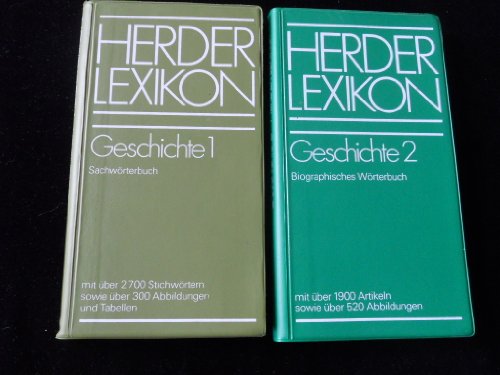 HERDER
LEXIKON
Geschichte 1
Sachwörterbuch
mit über 2700 Stichwörtern
sowie über 300 Abbildungen
und Tabellen
HERDER
LEXIKON
Geschichte 2
Biographisches Wörterbuch
mit über 1900 Artikeln
sowie über 520 Abbildungen